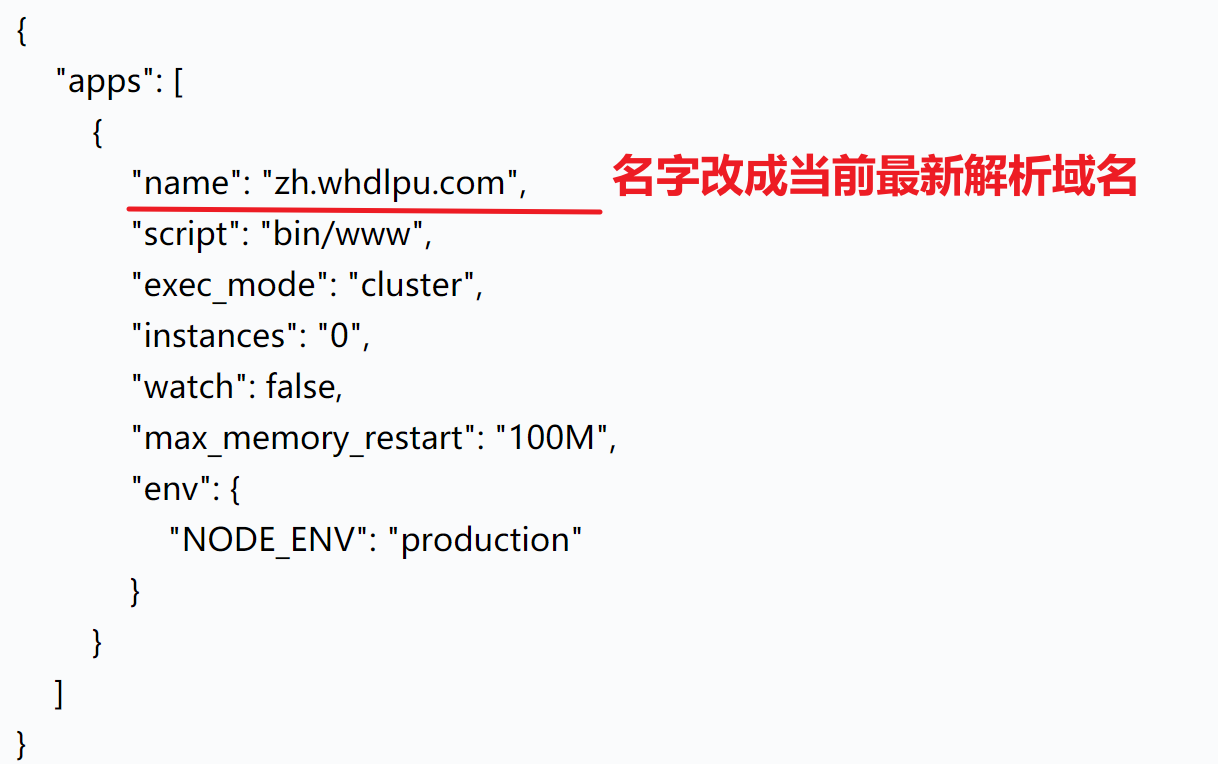 {
"apps": [
{
"name": "zh.whdlpu.com", 名字改成当前最新解析域名
"script": "bin/www",
"exec_mode": "cluster",
"instances": "0",
"watch": false,
"max_memory_restart": "100M",
"env": {
"NODE_ENV": "production"
}
}
]
}